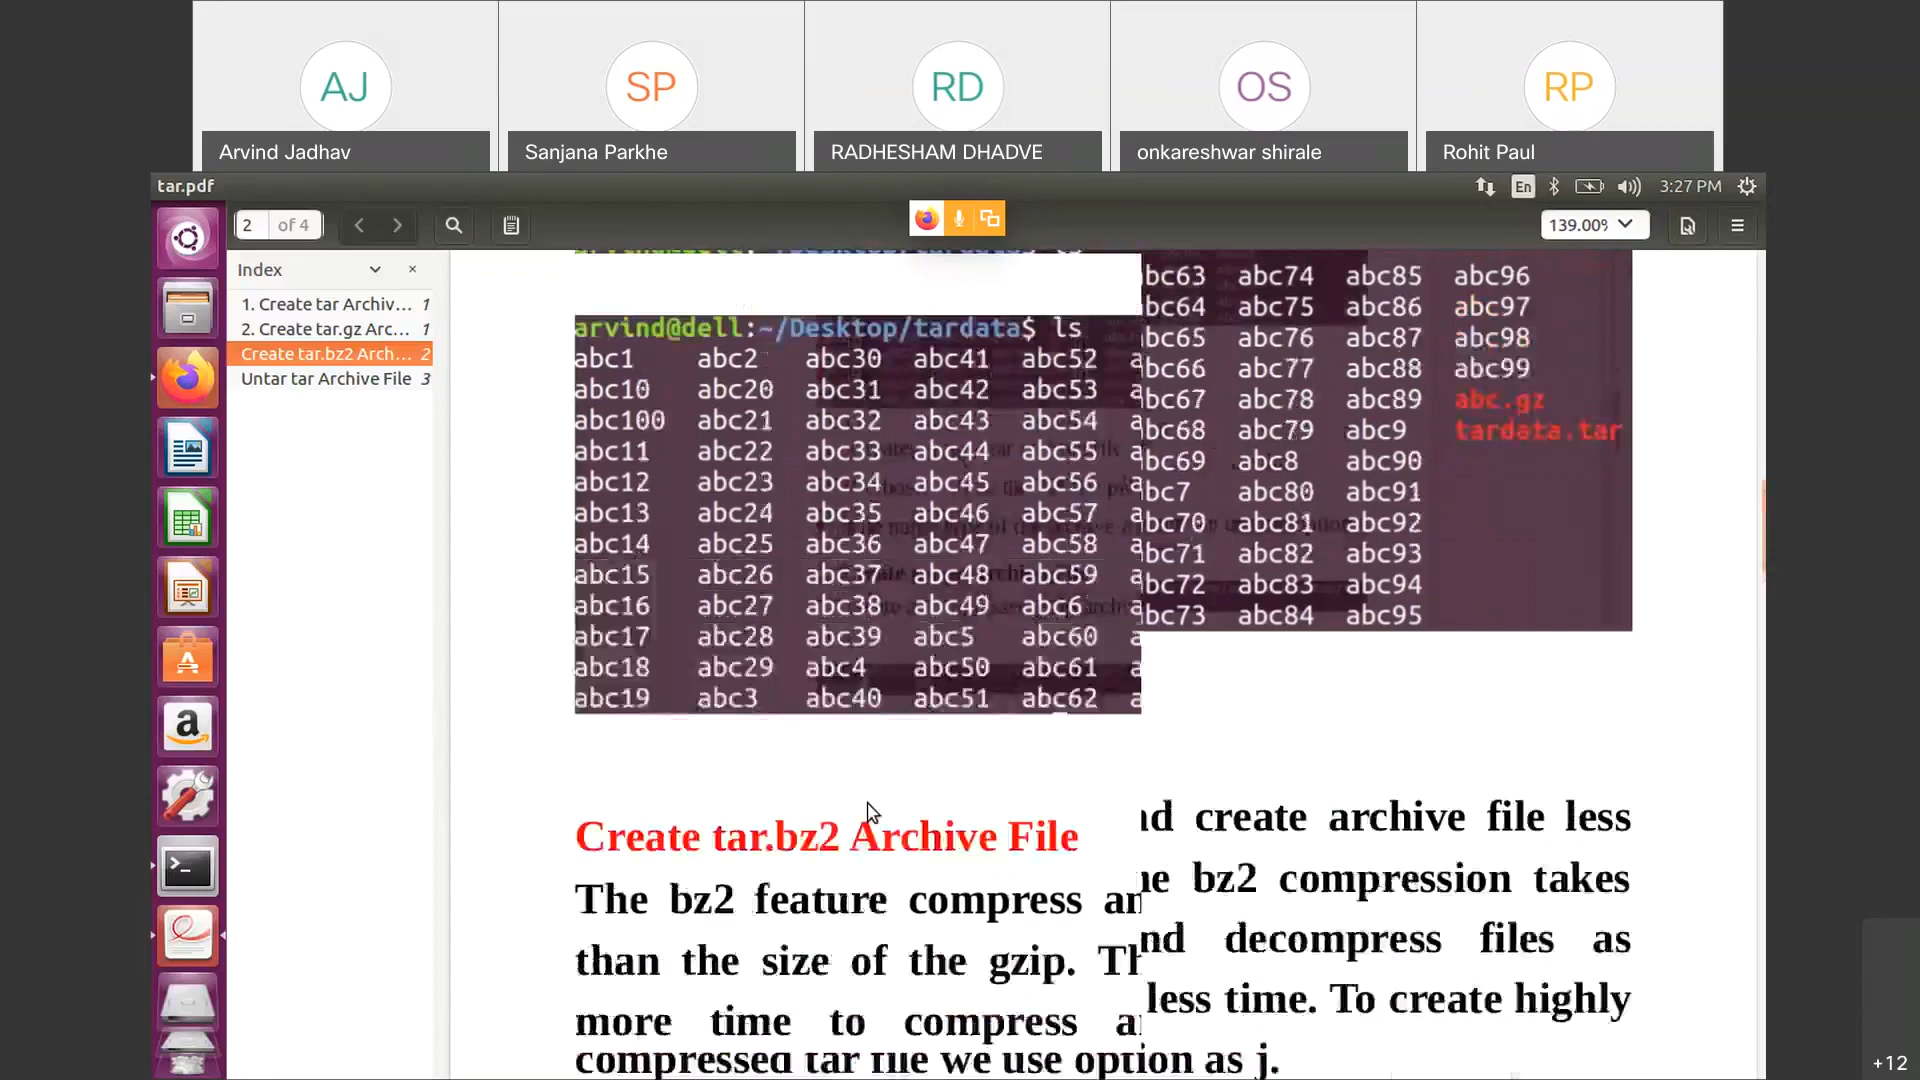 AJ SP RD OS RP
Arvind Jadhav Sanjana Parkhe RADHESHAM DHADVE onkareshwar shirale Rohit Paul
tar.pdf En 3:27 PM
2 of 4 139.00%
Index
1. Create tar Archiv... 1
2. Create tar.gz Arc... 1
Create tar.bz2 Arch... 2
Untar tar Archive File 3
bc63 abc74 abc85 abc96
bc64 abc75 abc86 abc97
bc65 abc76 abc87 abc98
bc66 abc77 abc88 abc99
bc67 abc78 abc89 abc.gz
bc68 abc79 abc9 tardata.tar
bc69 abc8 abc90
bc7 abc80 abc91
bc70 abc81 abc92
bc71 abc82 abc93
bc72 abc83 abc94
bc73 abc84 abc95
arvind@dell:~/Desktop/tardata$ ls
abc1 abc2 abc30 abc41 abc52 a
abc10 abc20 abc31 abc42 abc53 a
abc100 abc21 abc32 abc43 abc54 a
abc11 abc22 abc33 abc44 abc55 a
abc12 abc23 abc34 abc45 abc56 a
abc13 abc24 abc35 abc46 abc57 a
abc14 abc25 abc36 abc47 abc58 a
abc15 abc26 abc37 abc48 abc59 a
abc16 abc27 abc38 abc49 abc6 a
abc17 abc28 abc39 abc5 abc60 a
abc18 abc29 abc4 abc50 abc61 a
abc19 abc3 abc40 abc51 abc62 a
Create tar.bz2 Archive File
The bz2 feature compress an
than the size of the gzip. Th
more time to compress a
nd create archive file less
he bz2 compression takes
nd decompress files as
less time. To create highly
compressed tar file we use option as j.
+12